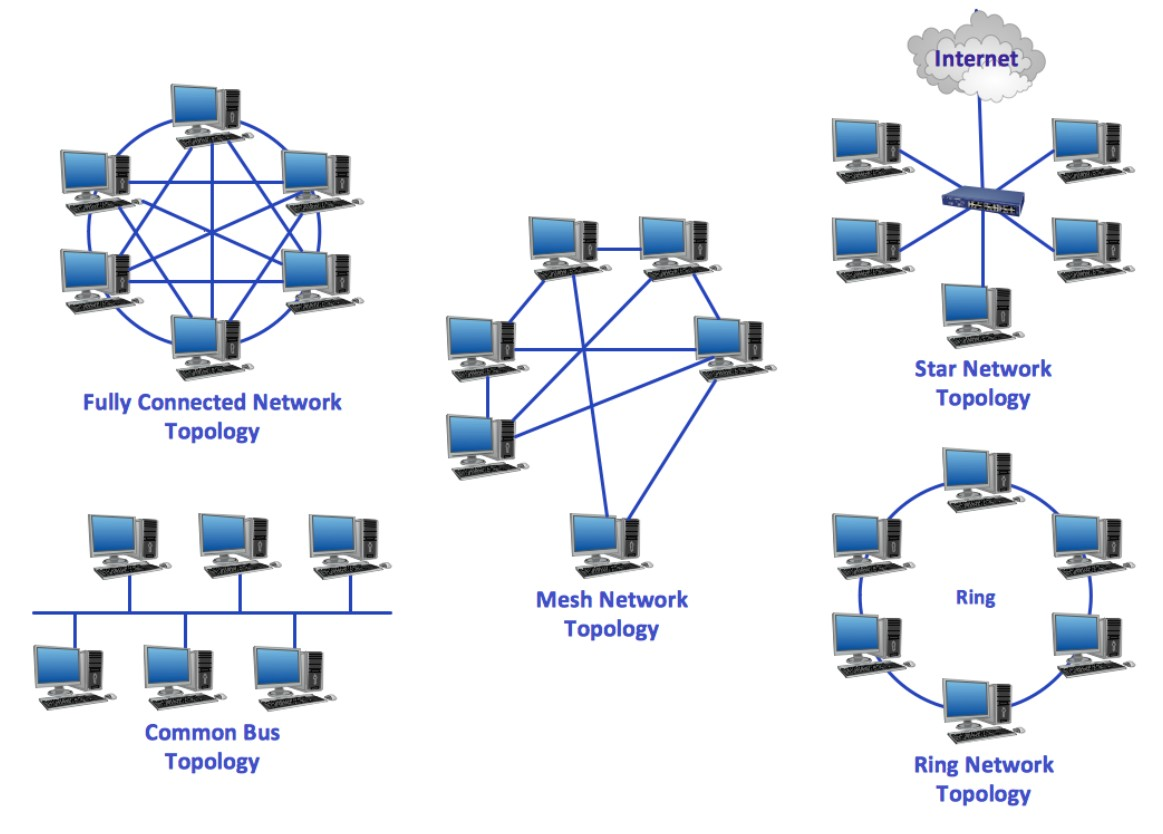 Internet
Fully Connected Network
Topology
Star Network
Topology
Mesh Network
Topology
Ring
Common Bus
Topology
Ring Network
Topology